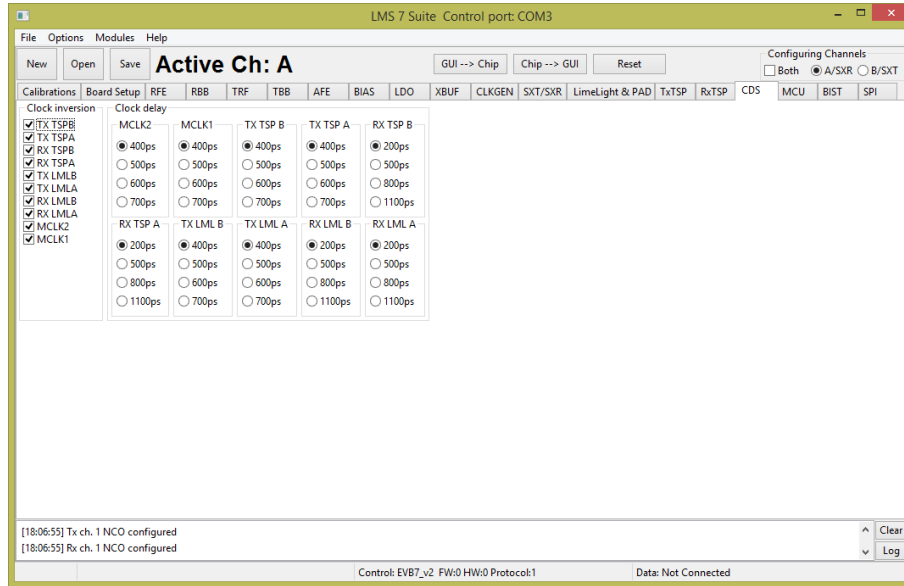 LMS 7 Suite Control port: COM3
File Options Modules Help
New Open Save Active Ch: A GUI --> Chip Chip --> GUI Reset Configuring Channels
Both A/SXR B/SXT
Calibrations Board Setup RFE RBB TRF TBB AFE BIAS LDO XBUF CLKGEN SXT/SXR LimeLight & PAD TxTSP RxTSP CDS MCU BIST SPI
Clock inversion
TX TSPB
TX TSPA
RX TSPB
RX TSPA
TX LMLB
TX LMLA
RX LMLB
RX LMLA
MCLK2
MCLK1
Clock delay
MCLK2 MCLK1 TX TSP B TX TSP A RX TSP B
400ps 400ps 400ps 400ps 200ps
500ps 500ps 500ps 500ps 500ps
600ps 600ps 600ps 600ps 800ps
700ps 700ps 700ps 700ps 1100ps
RX TSP A TX LML B TX LML A RX LML B RX LML A
200ps 400ps 400ps 200ps 200ps
500ps 500ps 500ps 500ps 500ps
800ps 600ps 600ps 800ps 800ps
1100ps 700ps 700ps 1100ps 1100ps
[18:06:55] Tx ch. 1 NCO configured
[18:06:55] Rx ch. 1 NCO configured
Clear
Log
Control: EVB7_v2 FW:0 HW:0 Protocol:1 Data: Not Connected